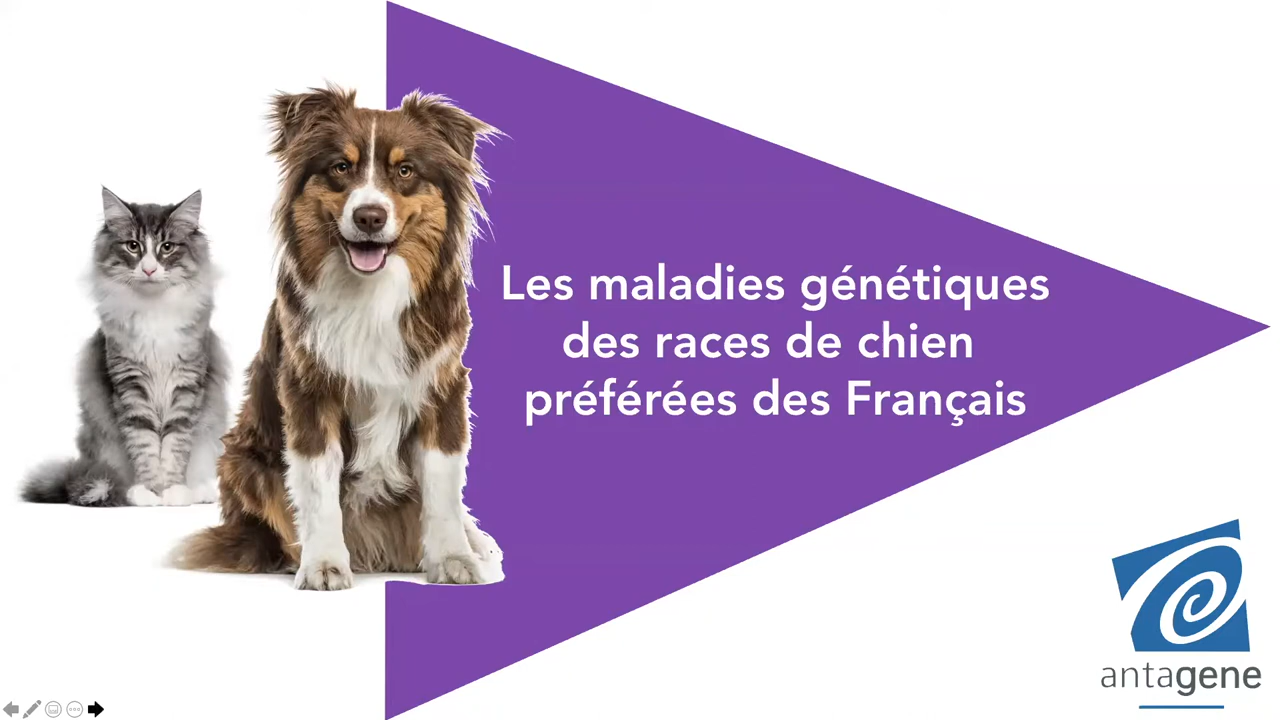 Les maladies génétiques
des races de chien
préférées des Français
antagene